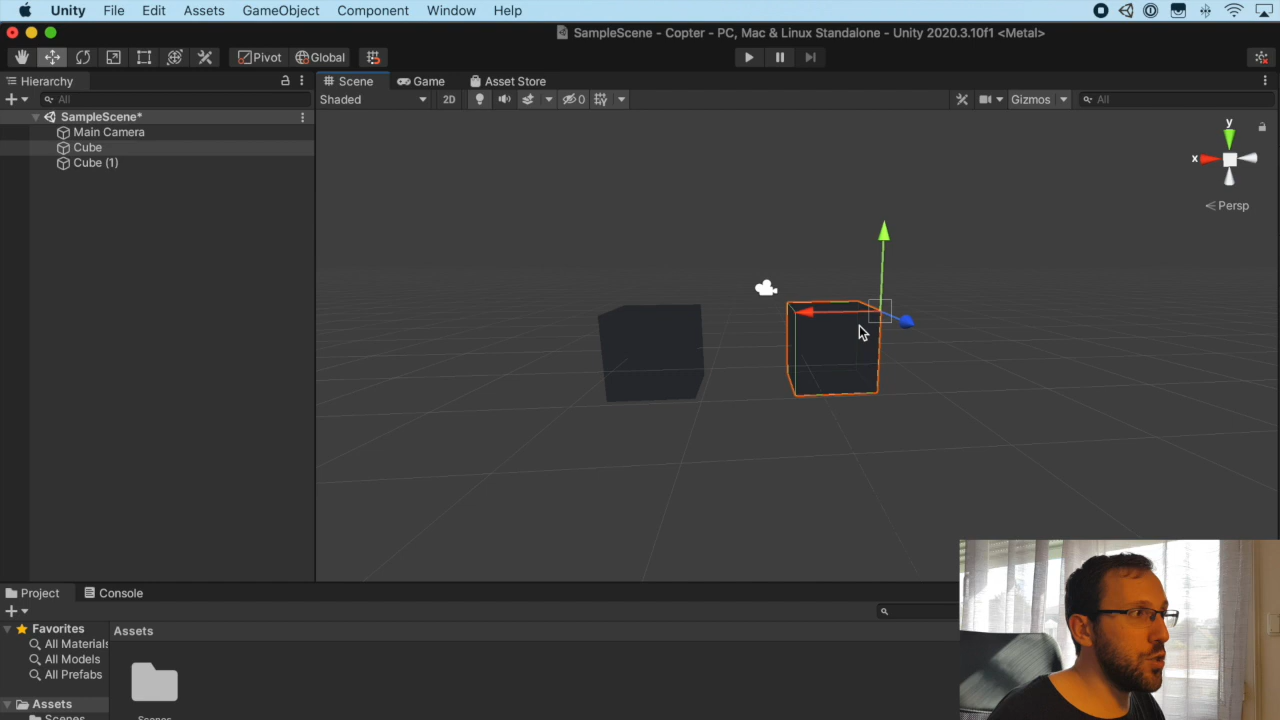 Unity File Edit Assets GameObject Component Window Help
SampleScene - Copter - PC, Mac & Linux Standalone - Unity 2020.3.10f1 <Metal>
Pivot Global
Hierarchy Scene Game Asset Store
All Shaded 2D 0 Gizmos All
SampleScene*
Main Camera
Cube
Cube (1)
y
x
Persp
Project Console
Favorites Assets
All Materials
All Models
All Prefabs
Assets
Scenes Scenes